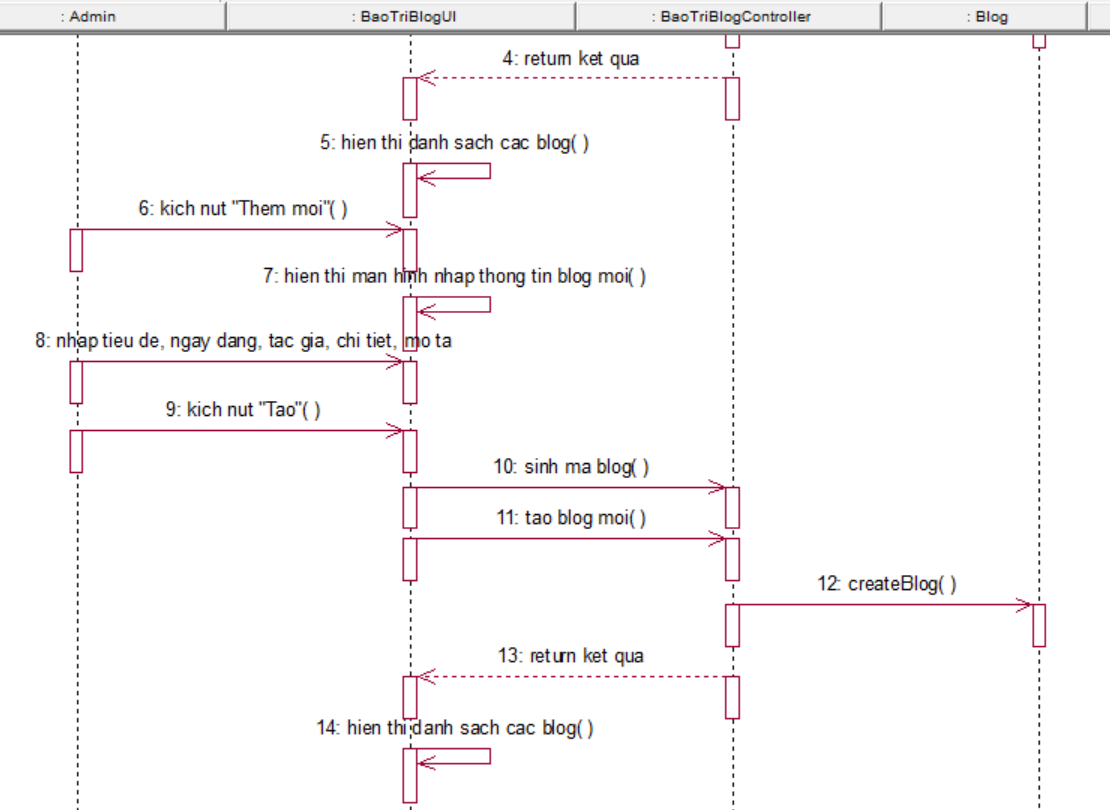 : Admin
: BaoTriBlogUI
: BaoTriBlogController
: Blog
4: return ket qua
5: hien thi danh sach cac blog( )
6: kich nut "Them moi"( )
7: hien thi man hinh nhap thong tin blog moi( )
8: nhap tieu de, ngay dang, tac gia, chi tiet, mo ta
9: kich nut "Tao"( )
10: sinh ma blog( )
11: tao blog moi( )
12: createBlog( )
13: return ket qua
14: hien thi danh sach cac blog( )